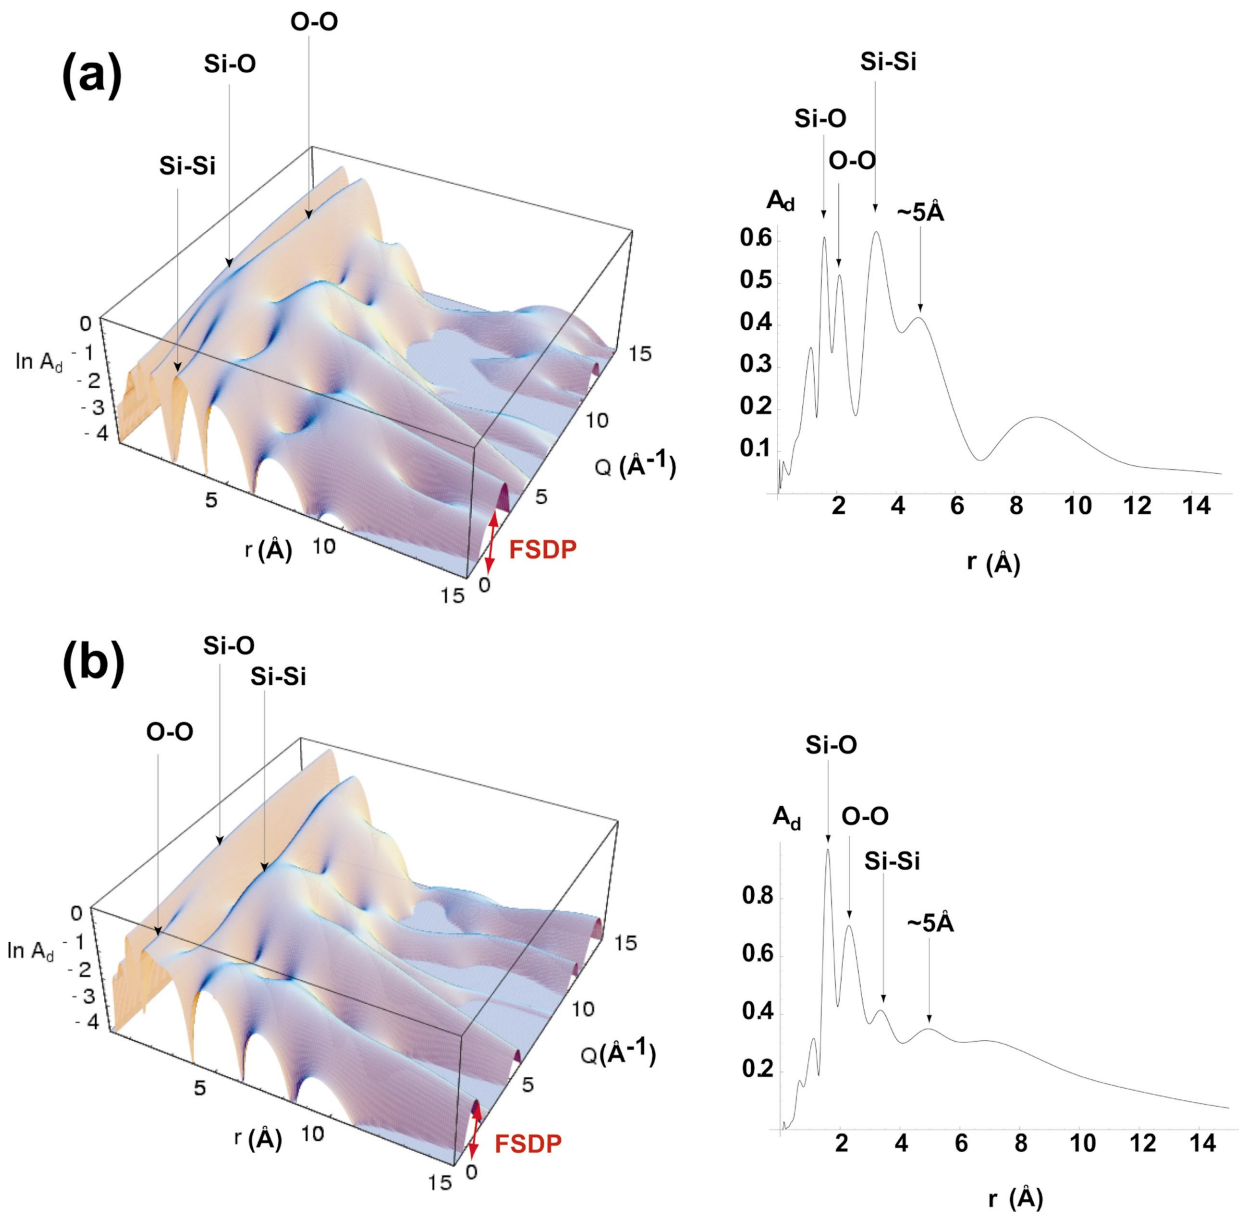 (a)
O-O
Si-O
Si-Si
0
- 1
- 2
- 3
- 4
ln A_d
5
10
15
r (Å)
0
5
10
15
Q (Å⁻¹)
FSDP
Si-Si
Si-O
O-O
~5Å
A_d
0.6
0.5
0.4
0.3
0.2
0.1
2 4 6 8 10 12 14
r (Å)
(b)
Si-O
Si-Si
O-O
0
- 1
- 2
- 3
- 4
ln A_d
5
10
15
r (Å)
0
5
10
15
Q(Å⁻¹)
FSDP
Si-O
O-O
Si-Si
~5Å
A_d
0.8
0.6
0.4
0.2
2 4 6 8 10 12 14
r (Å)